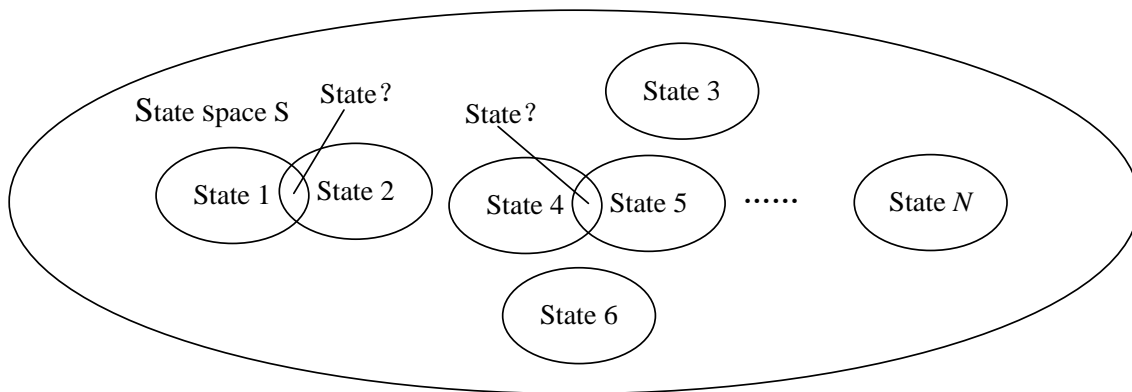 State 3
State?
State?
State space S
State 1
State 2
State 4
State 5
......
State N
State 6